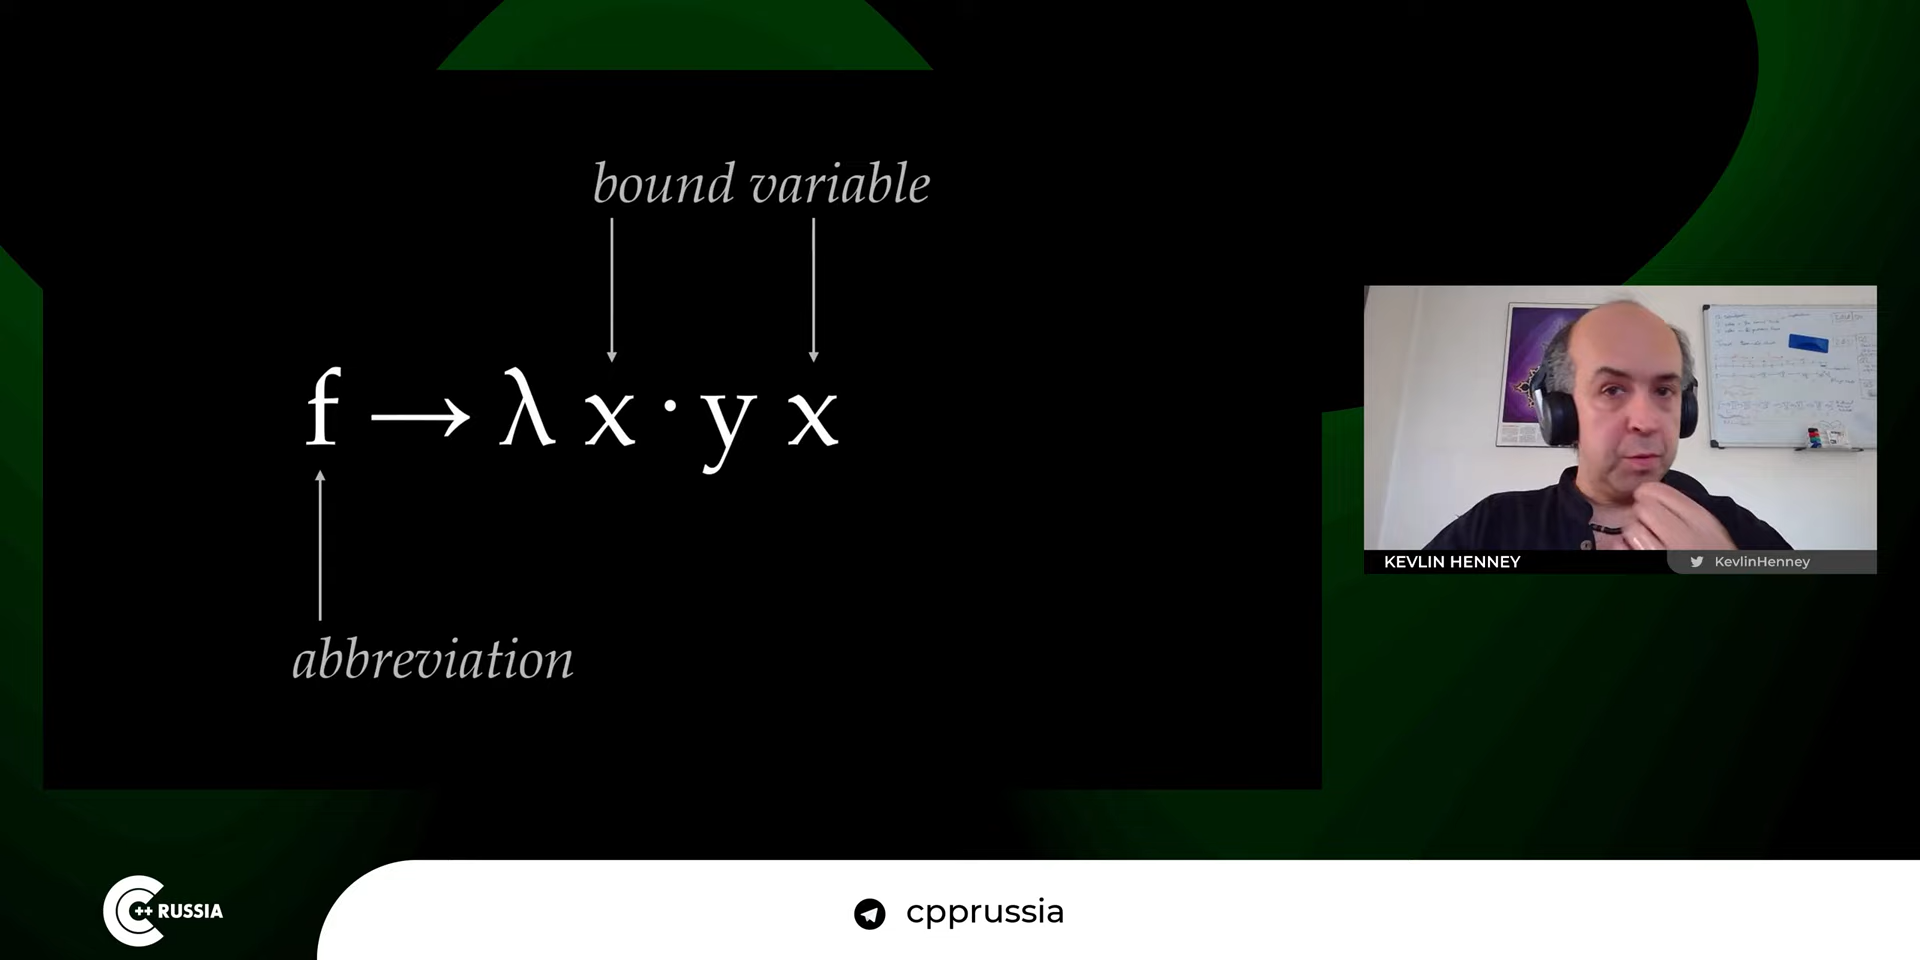 bound variable
f → λ x · y x
abbreviation
KEVLIN HENNEY
KevlinHenney
C++ RUSSIA
cpprussia